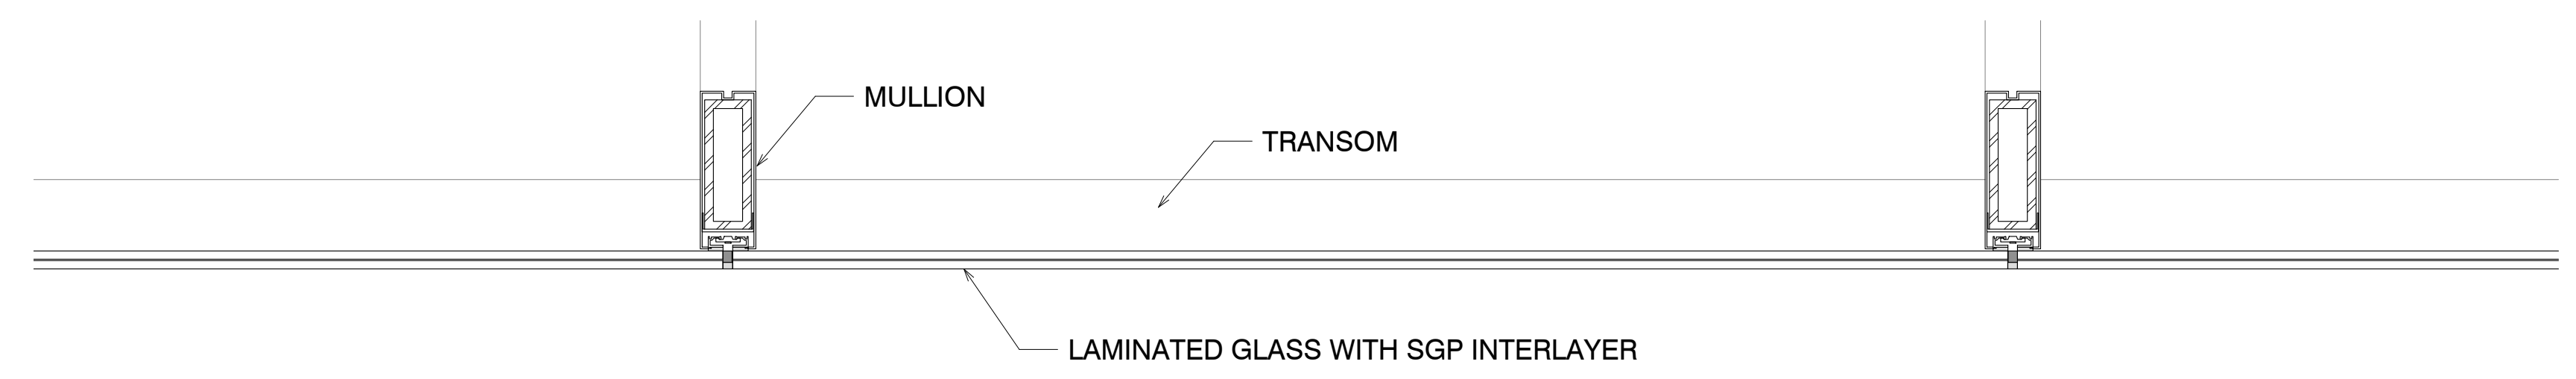 MULLION
TRANSOM
LAMINATED GLASS WITH SGP INTERLAYER